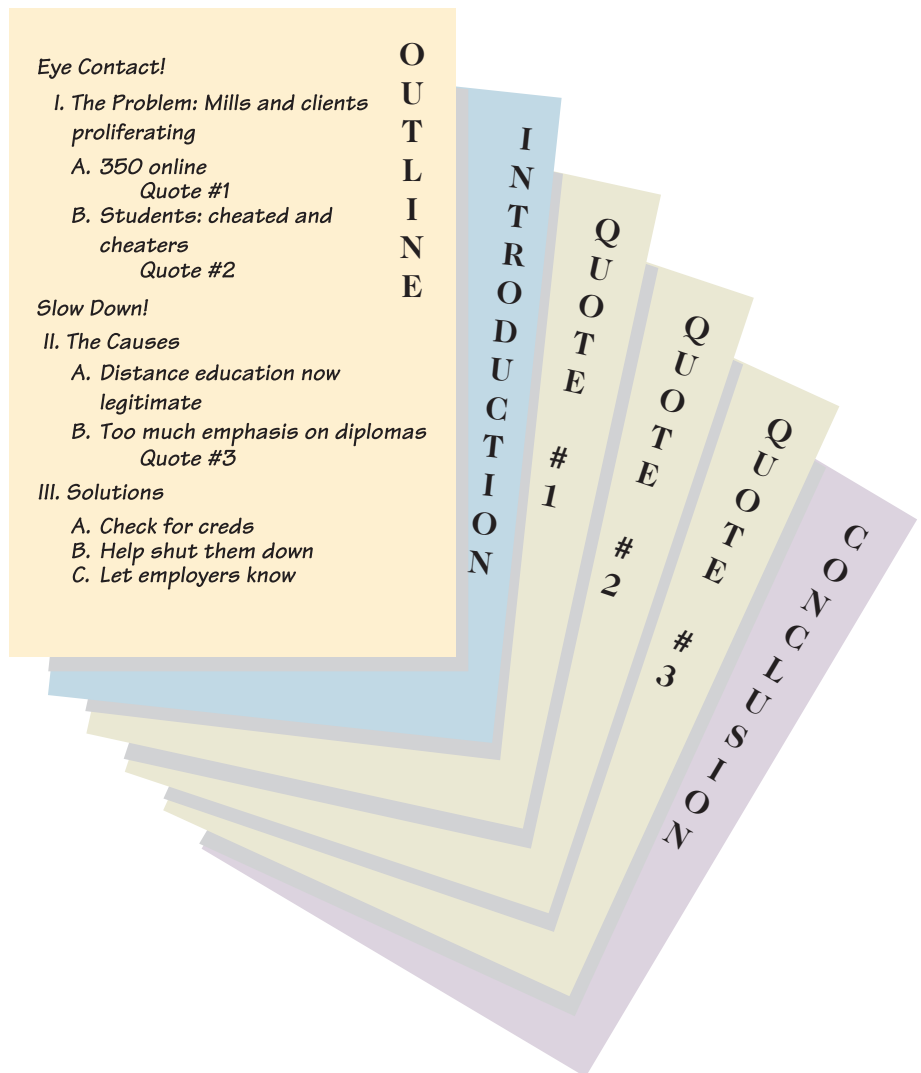 Eye Contact!
I. The Problem: Mills and clients
proliferating
A. 350 online
Quote #1
B. Students: cheated and
cheaters
Quote #2
Slow Down!
II. The Causes
A. Distance education now
legitimate
B. Too much emphasis on diplomas
Quote #3
III. Solutions
A. Check for creds
B. Help shut them down
C. Let employers know
OUTLINE
INTRODUCTION
QUOTE #1
QUOTE #2
QUOTE #3
CONCLUSION